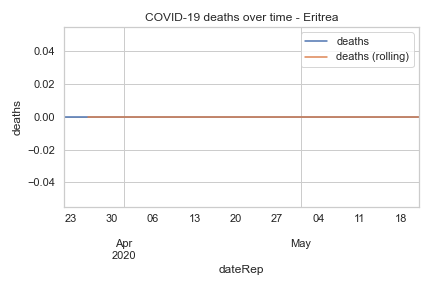 COVID-19 deaths over time - Eritrea
deaths
deaths (rolling)
0.04
0.02
0.00
−0.02
−0.04
deaths
23 30 06 13 20 27 04 11 18
Apr May
2020
dateRep